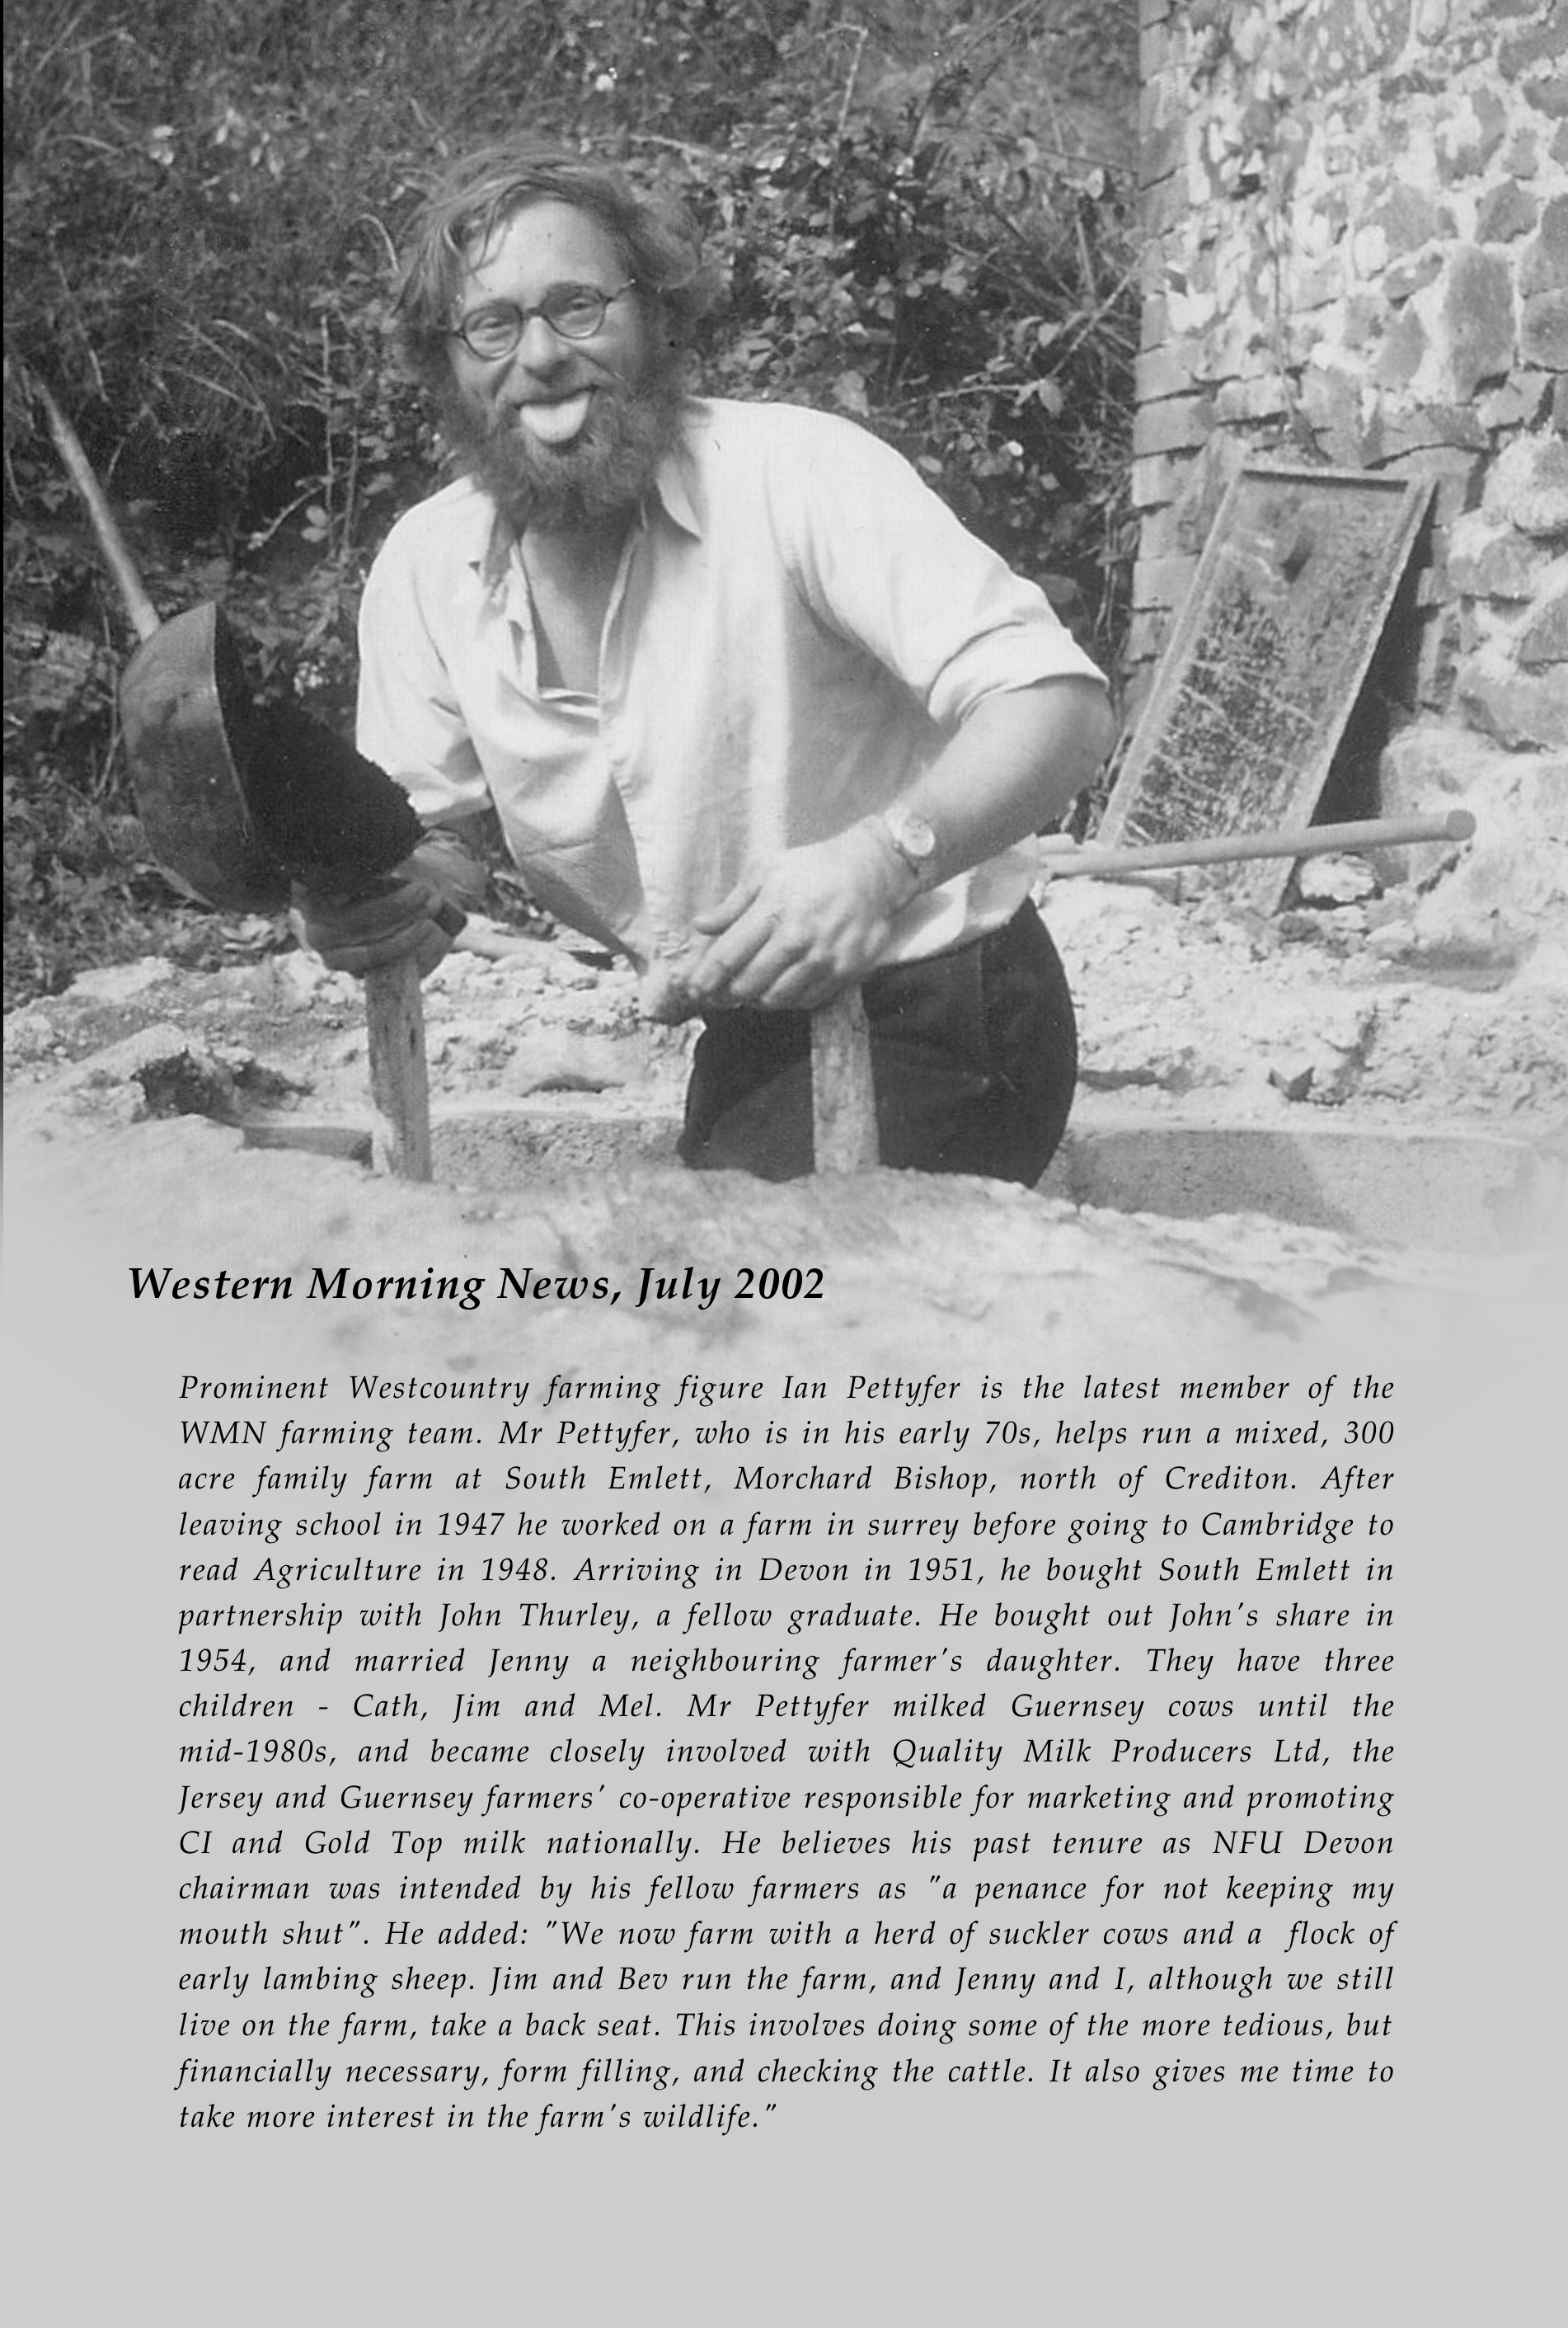 Western Morning News, July 2002
Prominent Westcountry farming figure Ian Pettyfer is the latest member of the
WMN farming team. Mr Pettyfer, who is in his early 70s, helps run a mixed, 300
acre family farm at South Emlett, Morchard Bishop, north of Crediton. After
leaving school in 1947 he worked on a farm in surrey before going to Cambridge to
read Agriculture in 1948. Arriving in Devon in 1951, he bought South Emlett in
partnership with John Thurley, a fellow graduate. He bought out John's share in
1954, and married Jenny a neighbouring farmer's daughter. They have three
children - Cath, Jim and Mel. Mr Pettyfer milked Guernsey cows until the
mid-1980s, and became closely involved with Quality Milk Producers Ltd, the
Jersey and Guernsey farmers' co-operative responsible for marketing and promoting
CI and Gold Top milk nationally. He believes his past tenure as NFU Devon
chairman was intended by his fellow farmers as "a penance for not keeping my
mouth shut". He added: "We now farm with a herd of suckler cows and a  flock of
early lambing sheep. Jim and Bev run the farm, and Jenny and I, although we still
live on the farm, take a back seat. This involves doing some of the more tedious, but
financially necessary, form filling, and checking the cattle. It also gives me time to
take more interest in the farm's wildlife."